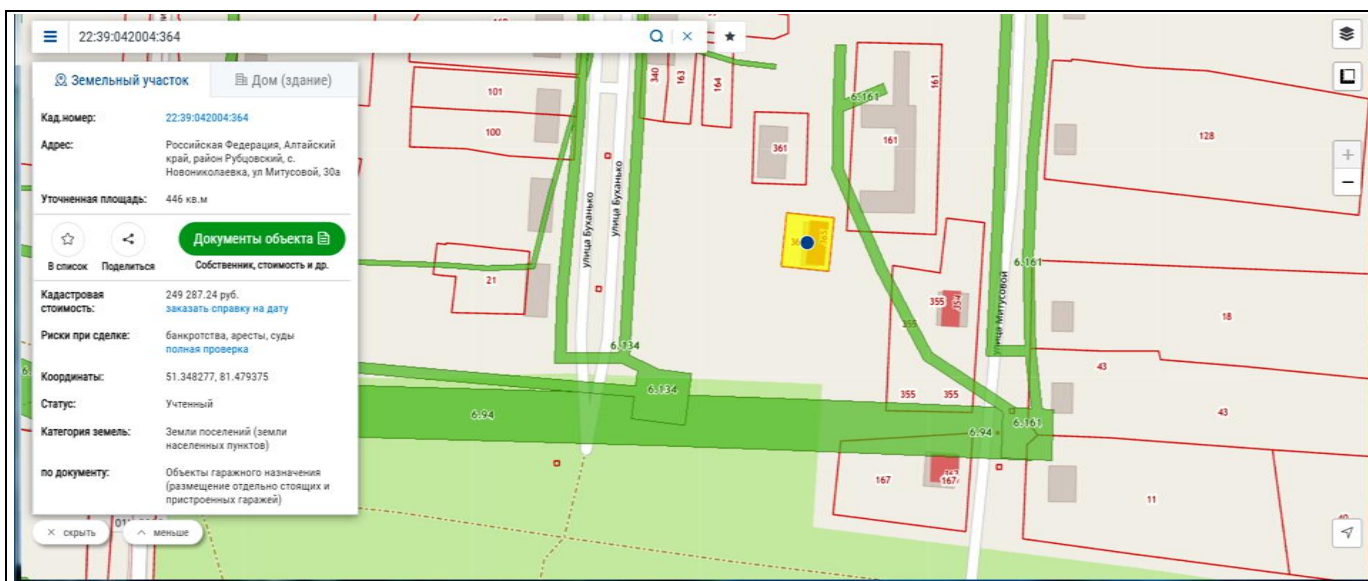 22:39:042004:364
Земельный участок
Дом (здание)
Кад.номер:
22:39:042004:364
Адрес:
Российская Федерация, Алтайский
край, район Рубцовский, с.
Новониколаевка, ул Митусовой, 30а
Уточненная площадь:
446 кв.м
В список
Поделиться
Документы объекта
Собственник, стоимость и др.
Кадастровая
стоимость:
249 287.24 руб.
заказать справку на дату
Риски при сделке:
банкротства, аресты, суды
полная проверка
Координаты:
51.348277, 81.479375
Статус:
Учтенный
Категория земель:
Земли поселений (земли
населенных пунктов)
по документу:
Объекты гаражного назначения
(размещение отдельно стоящих и
пристроенных гаражей)
скрыть
меньше
101
100
21
340
163
164
361
161
161
6.161
128
улица Буханько
улица Буханько
6.134
6.134
6.94
355
355
355
355
улица Митусовой
6.161
6.161
6.94
167
167
18
43
43
11